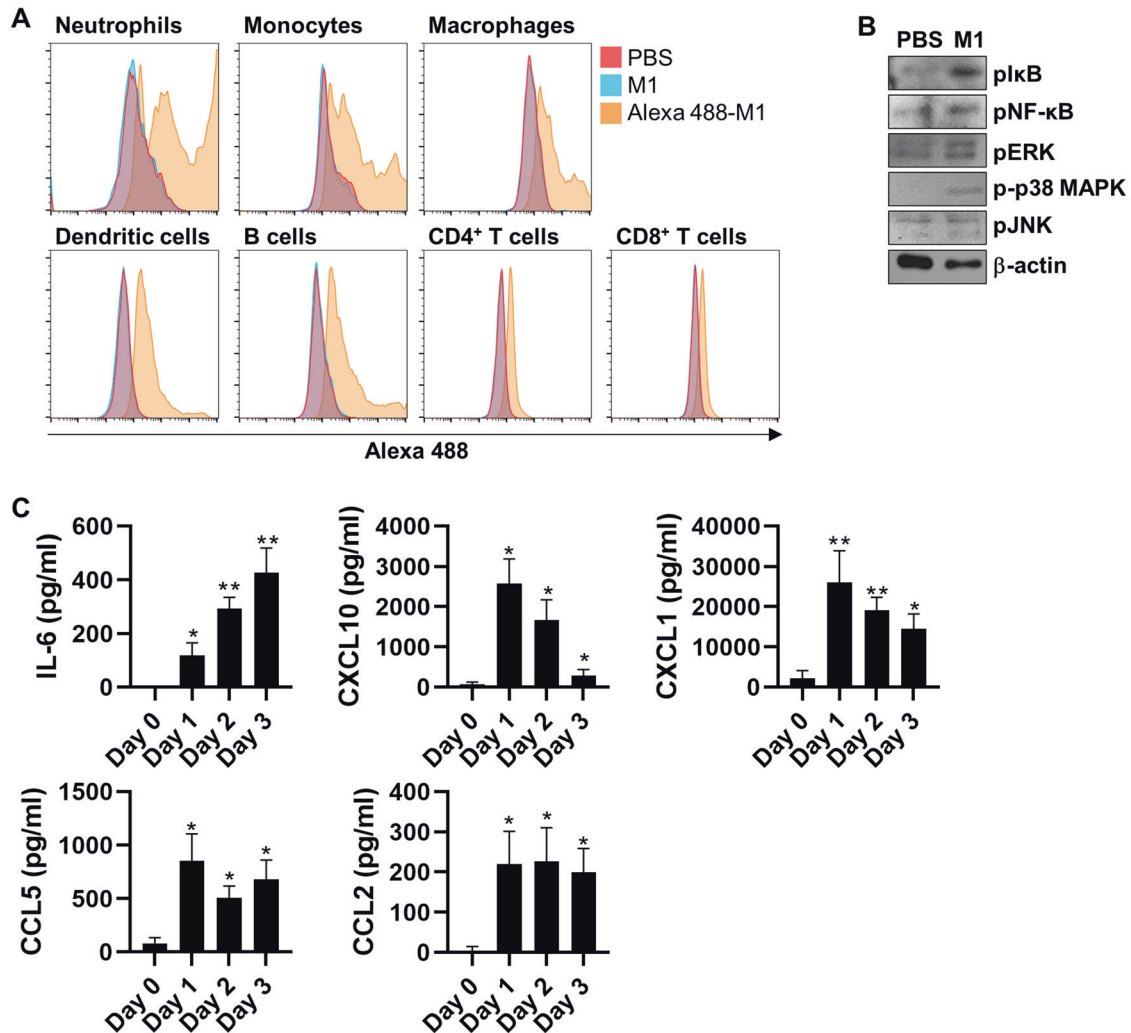 A
Neutrophils
Monocytes
Macrophages
PBS
M1
Alexa 488-M1
Dendritic cells
B cells
CD4⁺ T cells
CD8⁺ T cells
Alexa 488
B
PBS M1
pIκB
pNF-κB
pERK
p-p38 MAPK
pJNK
β-actin
C
IL-6 (pg/ml)
600
400
200
0
*
**
**
Day 0
Day 1
Day 2
Day 3
CXCL10 (pg/ml)
4000
3000
2000
1000
0
*
*
*
Day 0
Day 1
Day 2
Day 3
CXCL1 (pg/ml)
40000
30000
20000
10000
0
**
**
*
Day 0
Day 1
Day 2
Day 3
CCL5 (pg/ml)
1500
1000
500
0
*
*
*
Day 0
Day 1
Day 2
Day 3
CCL2 (pg/ml)
400
300
200
100
0
*
*
*
Day 0
Day 1
Day 2
Day 3